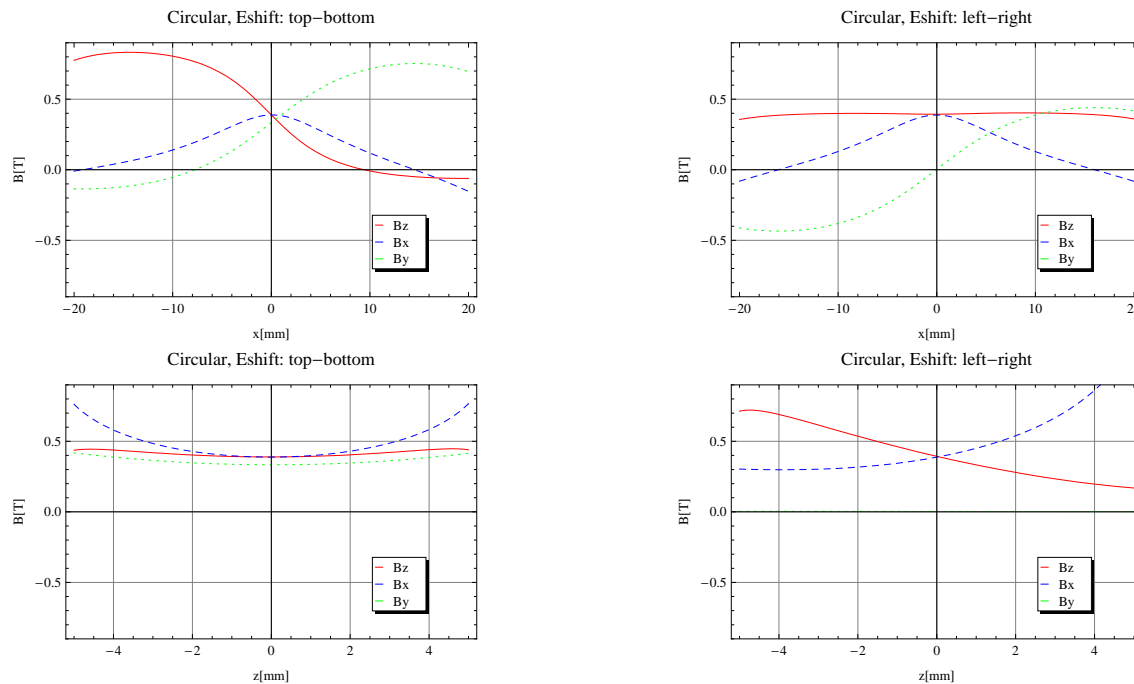 Circular, Eshift: top-bottom
B[T]
0.5
0.0
-0.5
Bz
Bx
By
-20
-10
0
10
20
x[mm]
Circular, Eshift: left-right
B[T]
0.5
0.0
-0.5
Bz
Bx
By
-20
-10
0
10
20
x[mm]
Circular, Eshift: top-bottom
B[T]
0.5
0.0
-0.5
Bz
Bx
By
-4
-2
0
2
4
z[mm]
Circular, Eshift: left-right
B[T]
0.5
0.0
-0.5
Bz
Bx
By
-4
-2
0
2
4
z[mm]